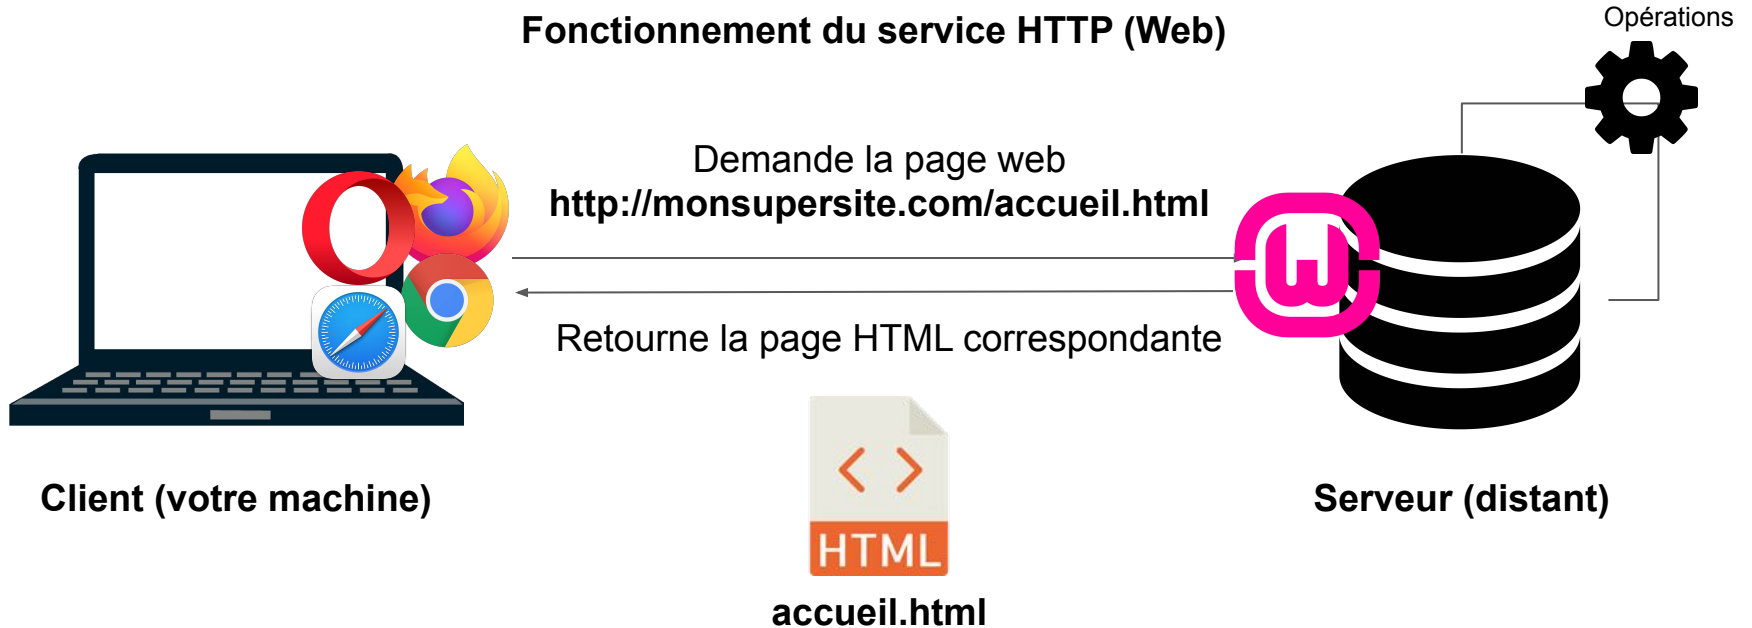 Fonctionnement du service HTTP (Web)
Opérations
Demande la page web
http://monsupersite.com/accueil.html
W
Retourne la page HTML correspondante
Client (votre machine)
HTML
Serveur (distant)
accueil.html